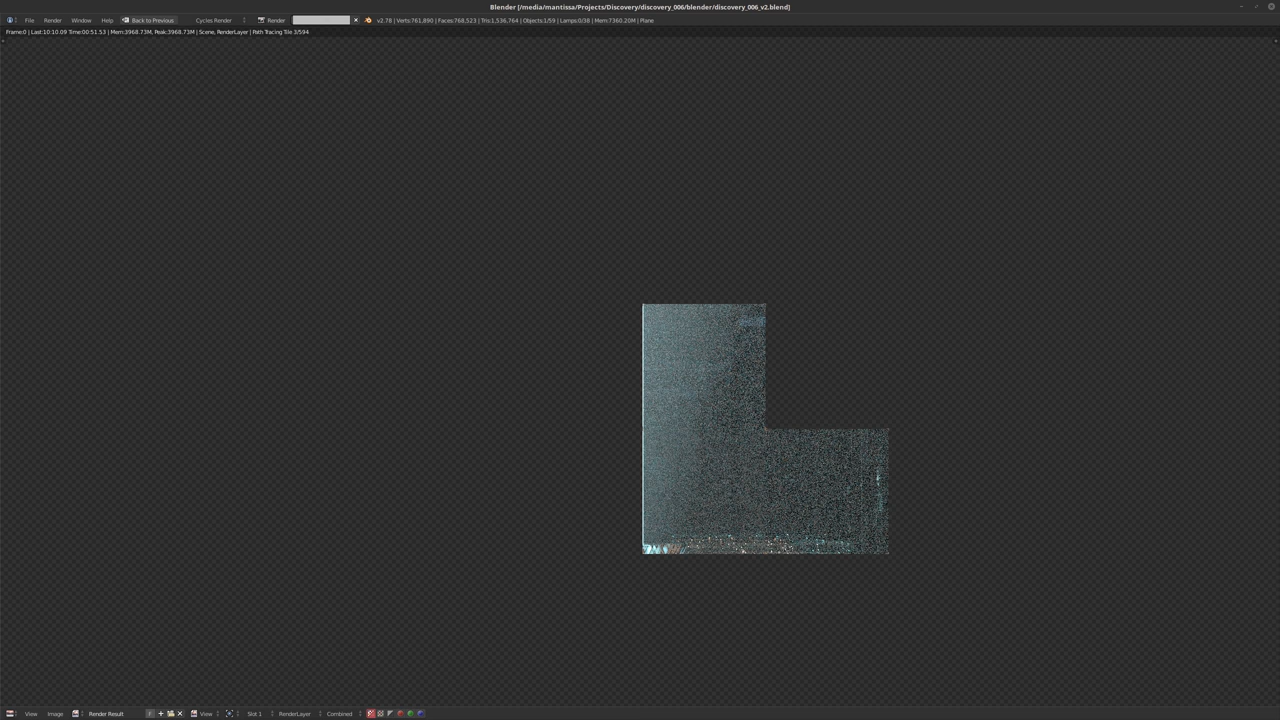 Blender [/media/mantissa/Projects/Discovery/discovery_006/blender/discovery_006_v2.blend]
File Render Window Help Back to Previous Cycles Render Render v2.78 | Verts:761,890 | Faces:768,523 | Tris:1,536,764 | Objects:1/59 | Lamps:0/38 | Mem:7360.20M | Plane
Frame:0 | Last:10:10.09 Time:00:51.53 | Mem:3968.73M, Peak:3968.73M | Scene, RenderLayer | Path Tracing Tile 3/594
View Image Render Result F View Slot 1 RenderLayer Combined